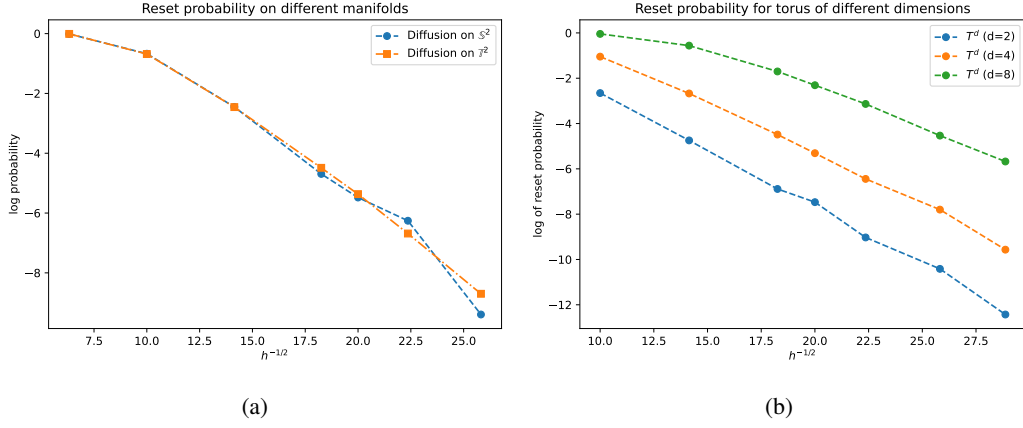 Reset probability on different manifolds
0
−2
−4
−6
−8
log probability
7.5 10.0 12.5 15.0 17.5 20.0 22.5 25.0
h^{-1/2}
Diffusion on 𝕊^2
Diffusion on 𝕋^2
(a)
Reset probability for torus of different dimensions
0
−2
−4
−6
−8
−10
−12
log of reset probability
10.0 12.5 15.0 17.5 20.0 22.5 25.0 27.5
h^{-1/2}
T^d (d=2)
T^d (d=4)
T^d (d=8)
(b)